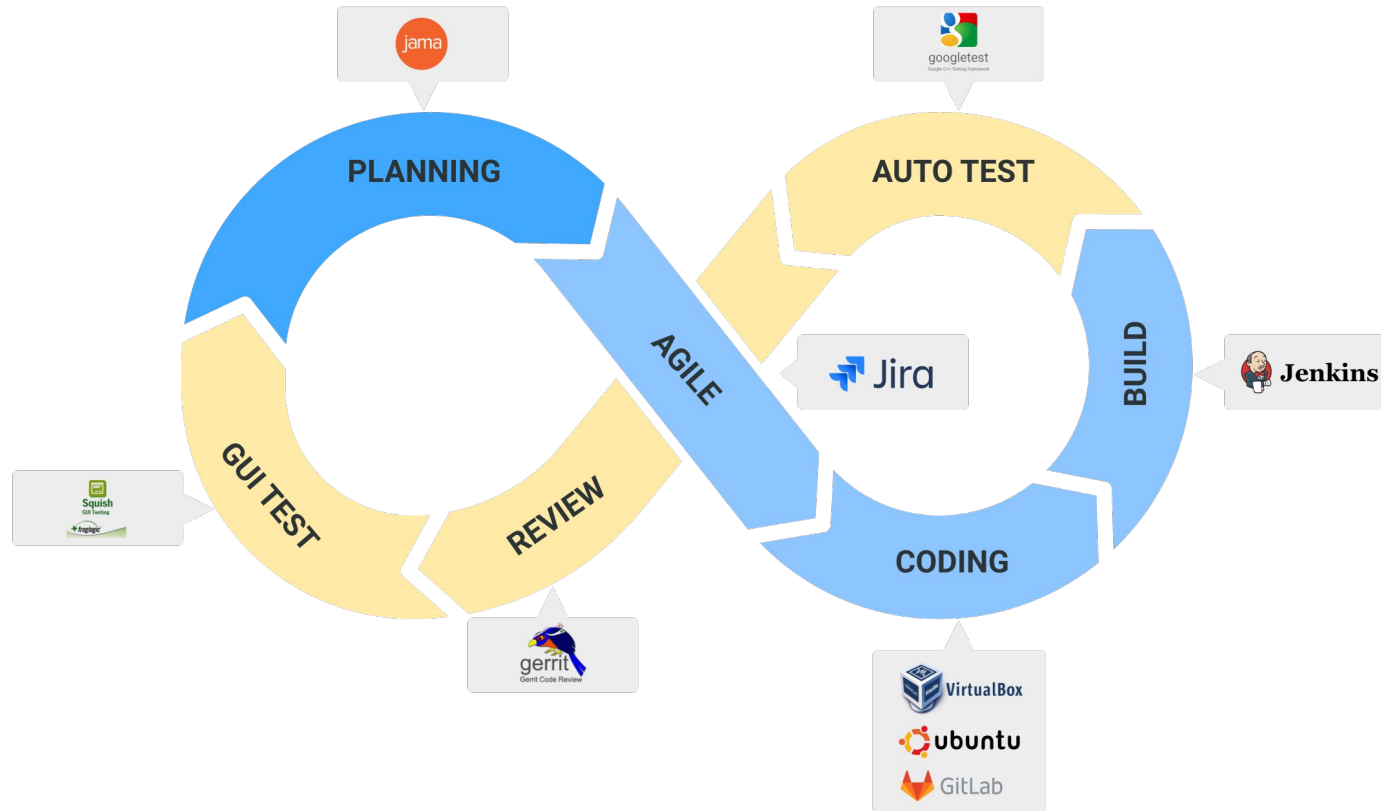 jama
googletest
Google C++ Testing Framework
PLANNING
AUTO TEST
AGILE
Jira
BUILD
Jenkins
GUI TEST
Squish
GUI Testing
froglogic
REVIEW
gerrit
Gerrit Code Review
CODING
VirtualBox
ubuntu
GitLab